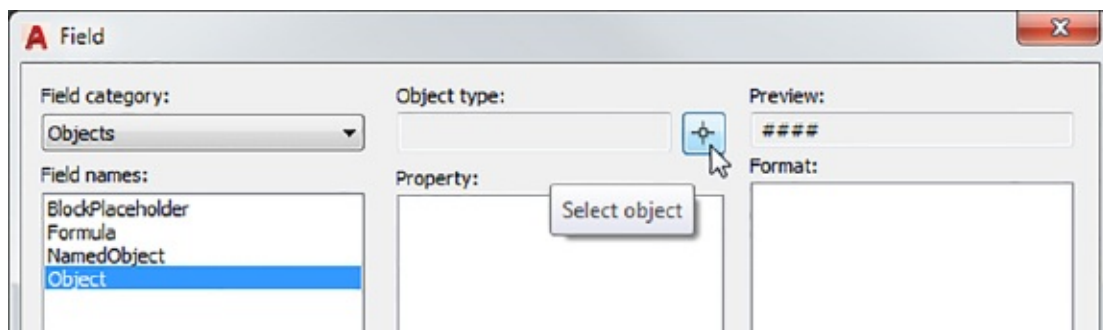 A Field
Field category:
Objects
Field names:
BlockPlaceholder
Formula
NamedObject
Object
Object type:
Property:
Select object
Preview:
####
Format: